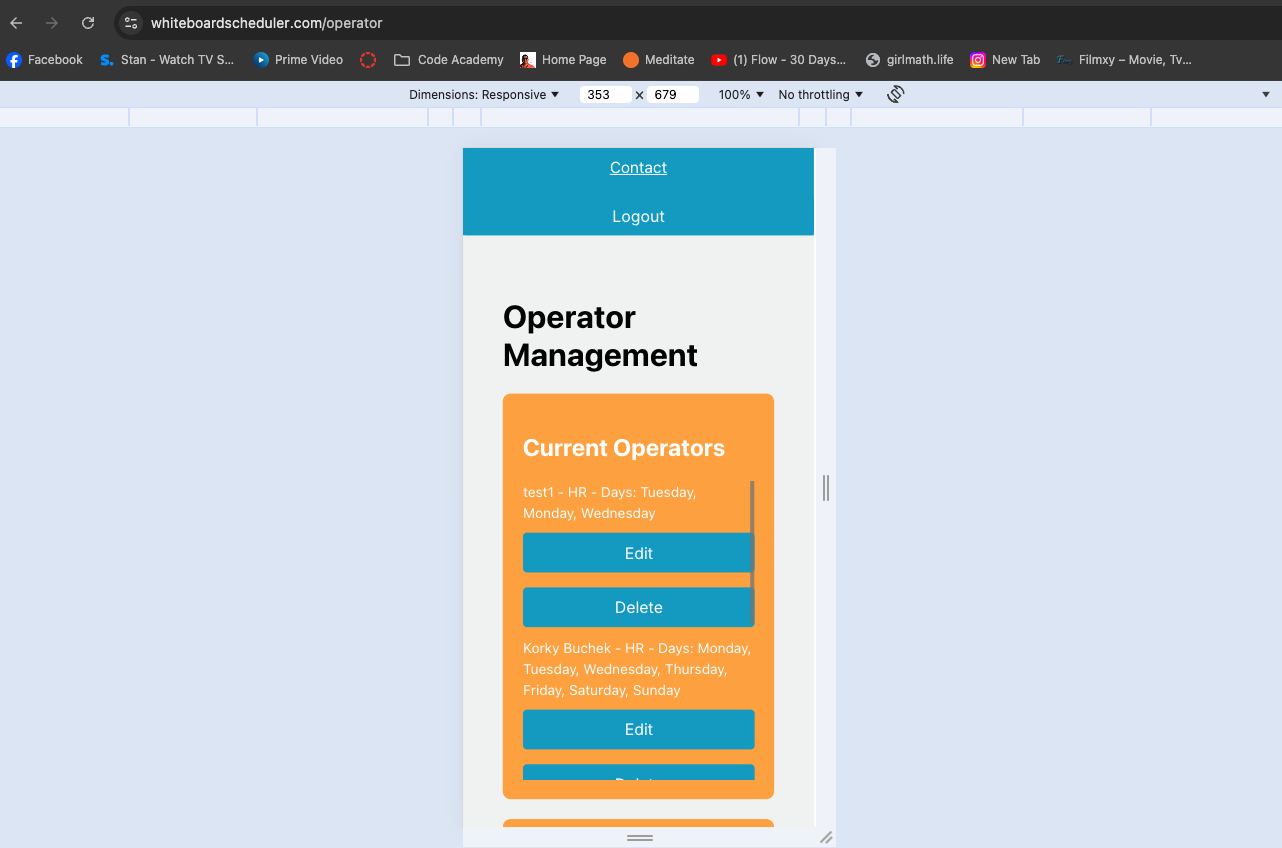 whiteboardscheduler.com/operator
Facebook
Stan - Watch TV S...
Prime Video
Code Academy
Home Page
Meditate
(1) Flow - 30 Days...
girlmath.life
New Tab
Filmxy – Movie, Tv...
Dimensions: Responsive 353 × 679 100% No throttling
Contact
Logout
Operator
Management
Current Operators
test1 - HR - Days: Tuesday,
Monday, Wednesday
Edit
Delete
Korky Buchek - HR - Days: Monday,
Tuesday, Wednesday, Thursday,
Friday, Saturday, Sunday
Edit